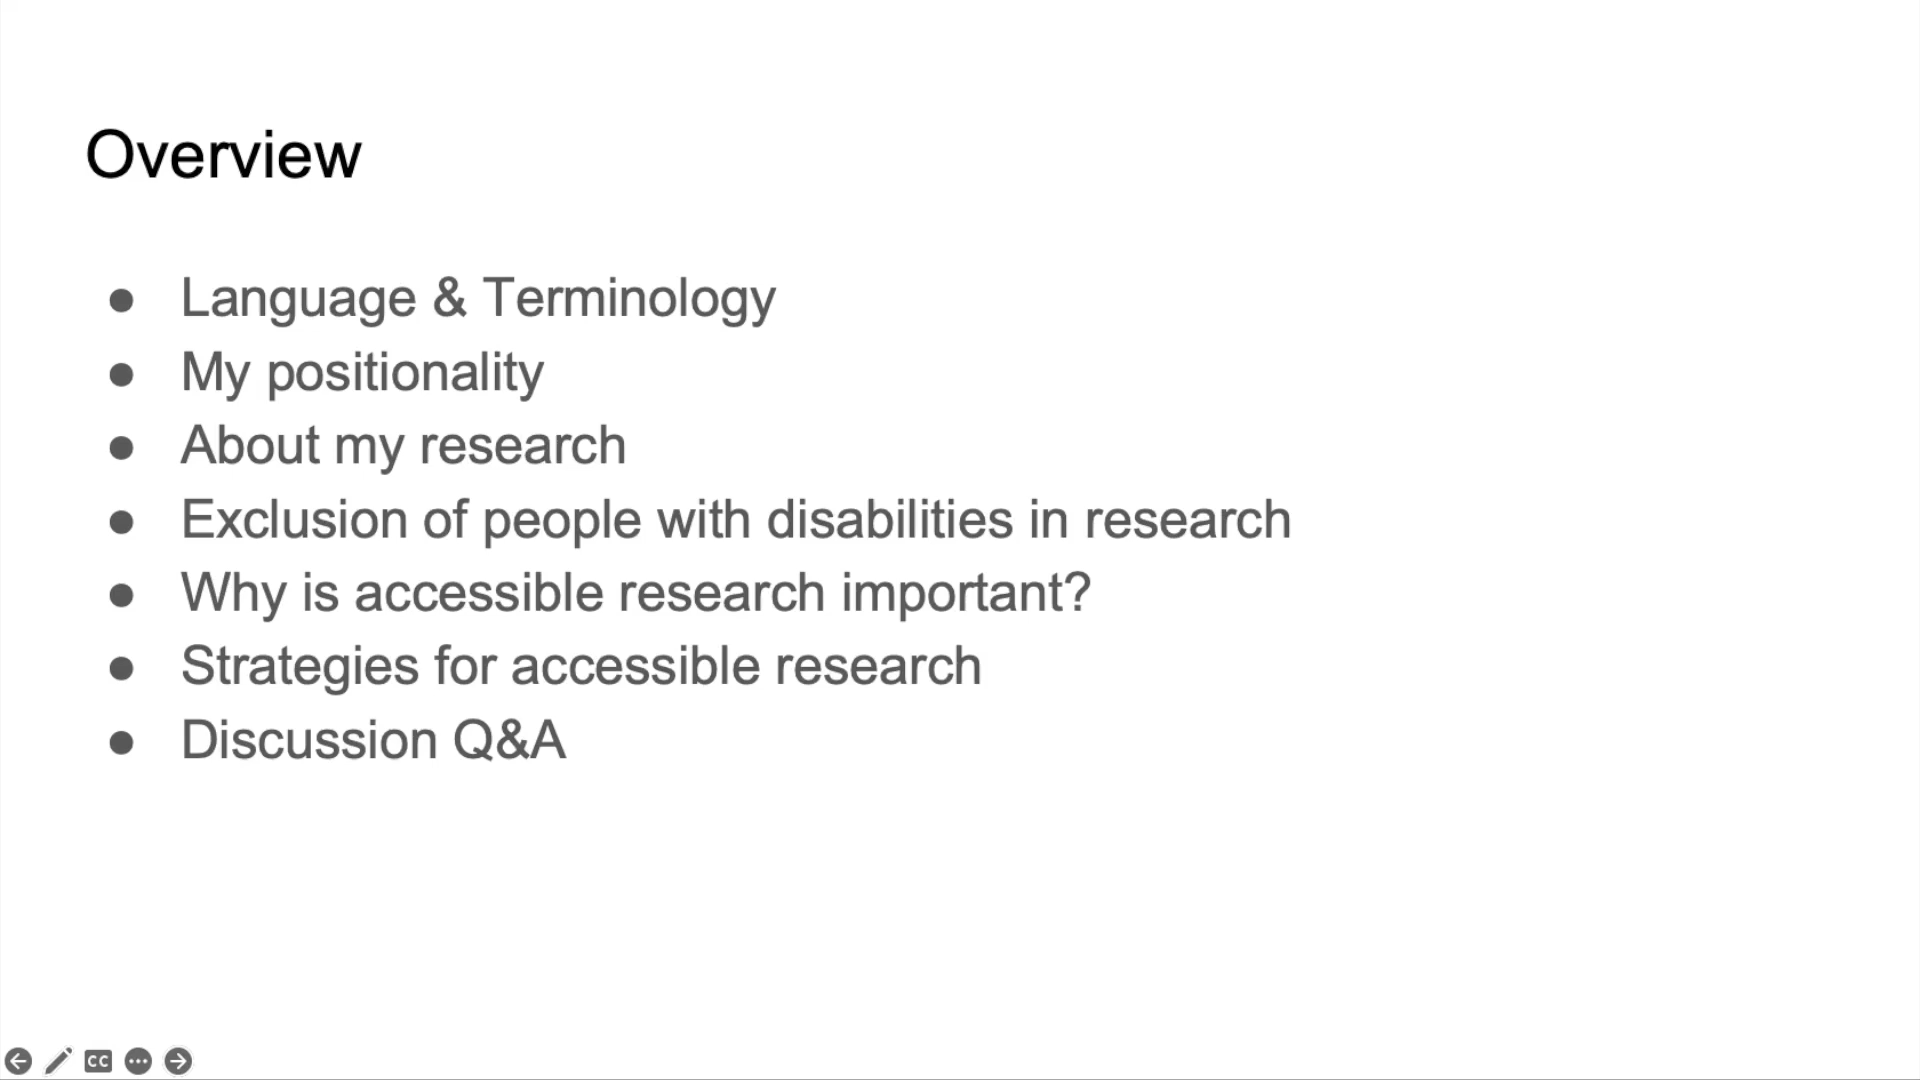 Overview
● Language & Terminology
● My positionality
● About my research
● Exclusion of people with disabilities in research
● Why is accessible research important?
● Strategies for accessible research
● Discussion Q&A
CC